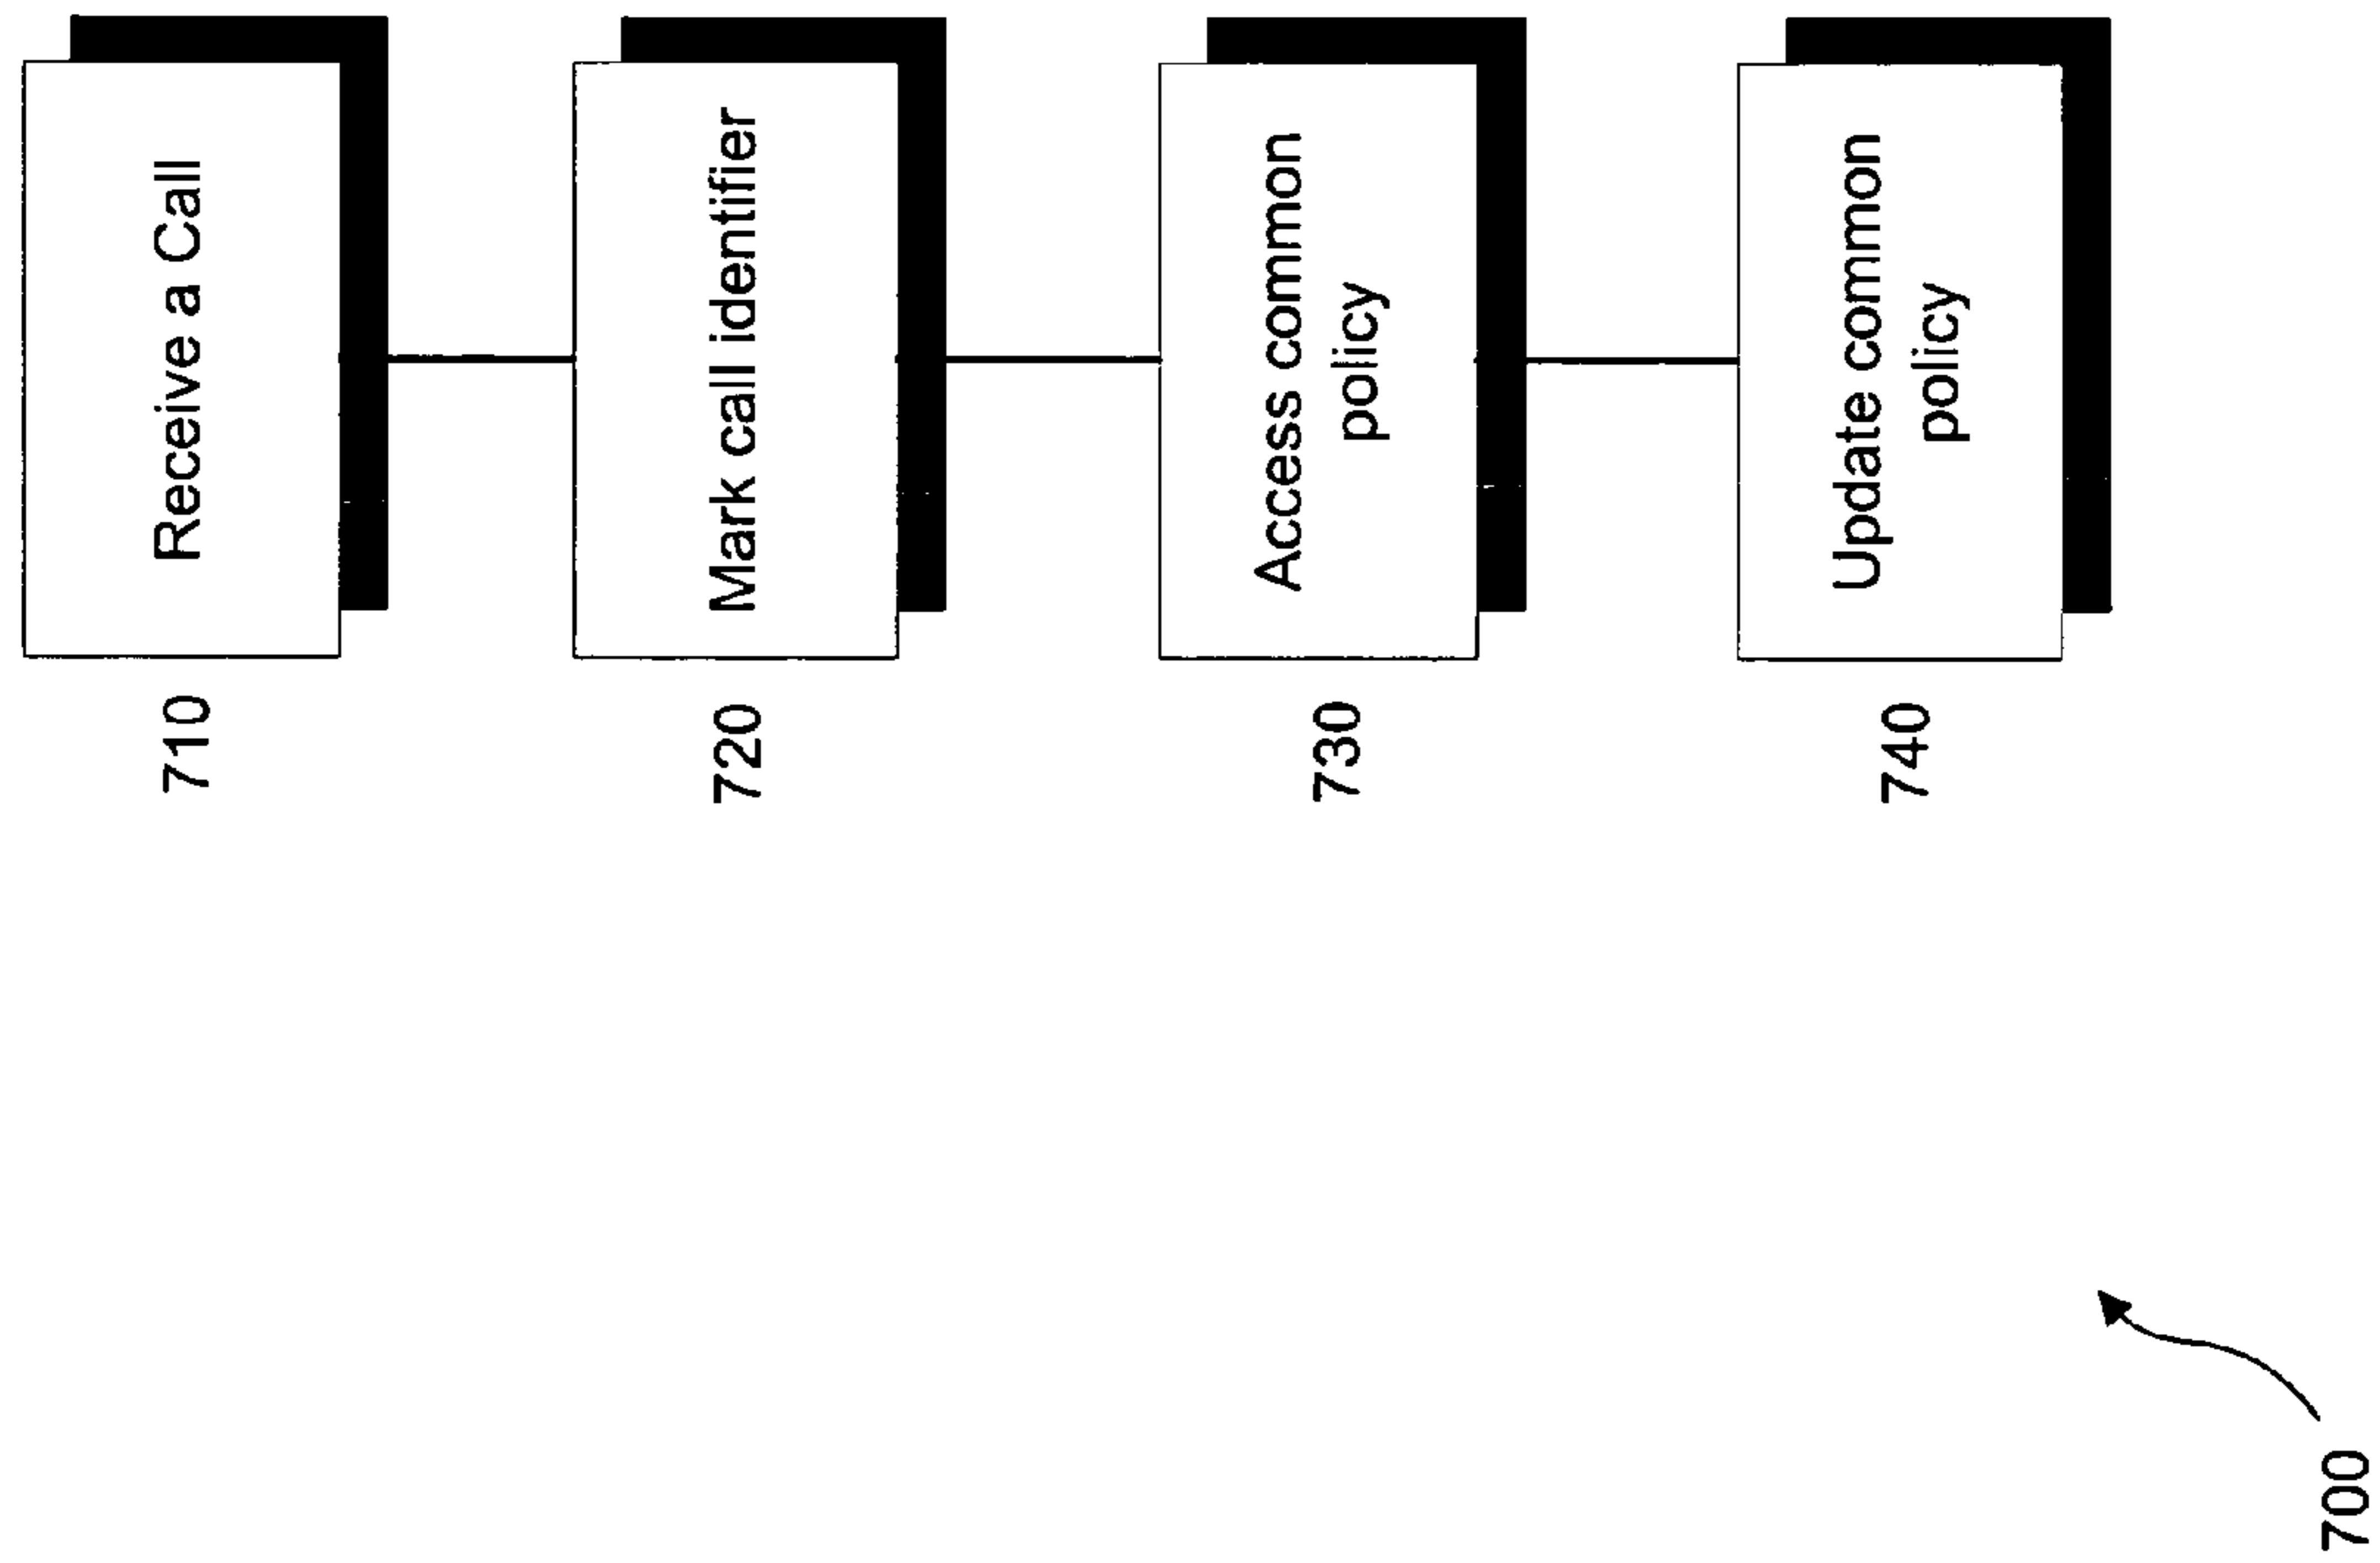 710
Receive a Call
720
Mark call identifier
730
Access common
policy
740
Update common
policy
700